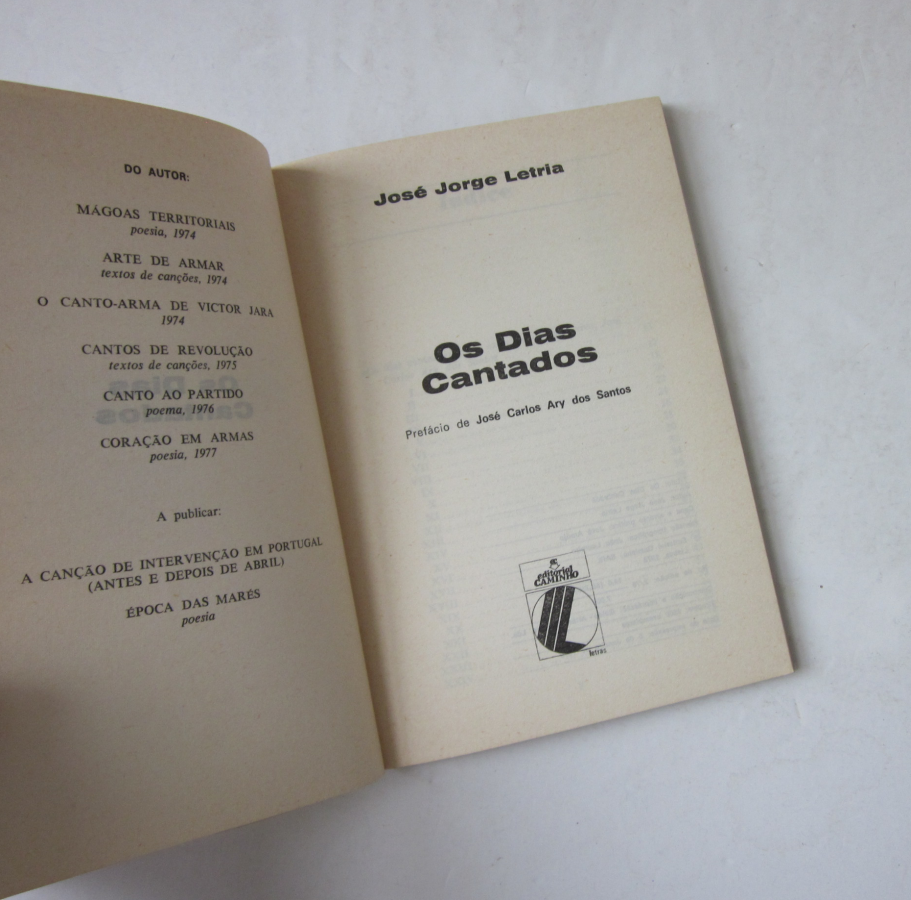 DO AUTOR:
MÁGOAS TERRITORIAIS
poesia, 1974
ARTE DE ARMAR
textos de canções, 1974
O CANTO-ARMA DE VICTOR JARA
1974
CANTOS DE REVOLUÇÃO
textos de canções, 1975
CANTO AO PARTIDO
poema, 1976
CORAÇÃO EM ARMAS
poesia, 1977
A publicar:
A CANÇÃO DE INTERVENÇÃO EM PORTUGAL
(ANTES E DEPOIS DE ABRIL)
ÉPOCA DAS MARÉS
poesia
José Jorge Letria
Os Dias
Cantados
Prefácio de José Carlos Ary dos Santos
editorial
CAMINHO
letras